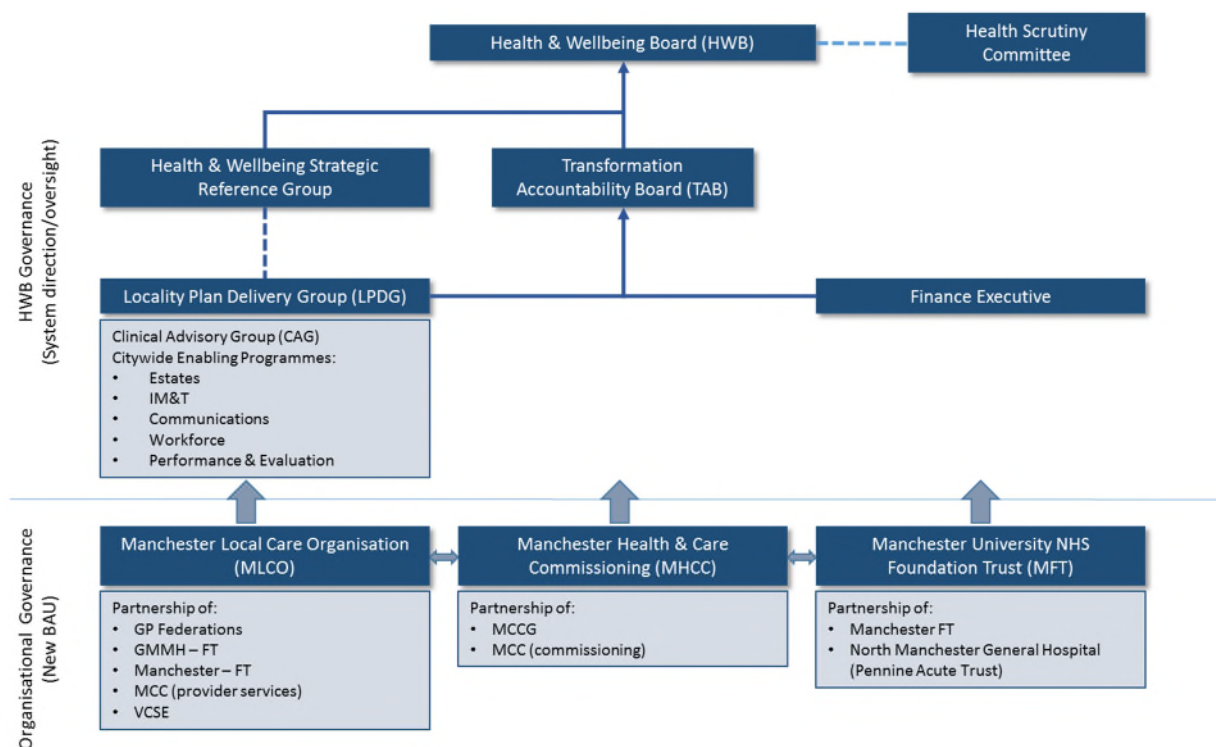 Health & Wellbeing Board (HWB)
Health Scrutiny
Committee
HWB Governance
(System direction/oversight)
Health & Wellbeing Strategic
Reference Group
Transformation
Accountability Board (TAB)
Locality Plan Delivery Group (LPDG)
Finance Executive
Clinical Advisory Group (CAG)
Citywide Enabling Programmes:
• Estates
• IM&T
• Communications
• Workforce
• Performance & Evaluation
Organisational Governance
(New BAU)
Manchester Local Care Organisation
(MLCO)
Partnership of:
• GP Federations
• GMMH – FT
• Manchester – FT
• MCC (provider services)
• VCSE
Manchester Health & Care
Commissioning (MHCC)
Partnership of:
• MCCG
• MCC (commissioning)
Manchester University NHS
Foundation Trust (MFT)
Partnership of:
• Manchester FT
• North Manchester General Hospital
(Pennine Acute Trust)